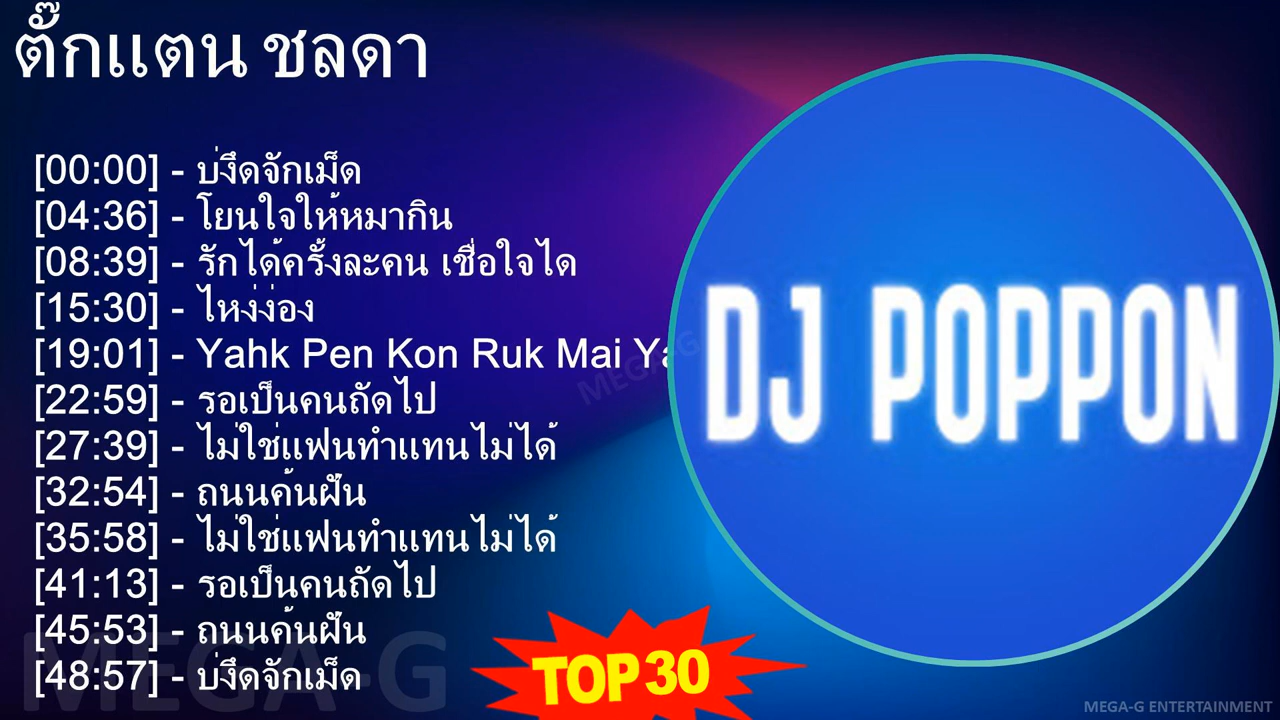 ตั๊กแตน ชลดา
[00:00] - บ่งึดจักเม็ด
[04:36] - โยนใจให้หมากิน
[08:39] - รักได้ครั้งละคน เชื่อใจได
[15:30] - ไหง่ง่อง
[19:01] - Yahk Pen Kon Ruk Mai Ya
[22:59] - รอเป็นคนถัดไป
[27:39] - ไม่ใช่แฟนทำแทนไม่ได้
[32:54] - ถนนค้นฝัน
[35:58] - ไม่ใช่แฟนทำแทนไม่ได้
[41:13] - รอเป็นคนถัดไป
[45:53] - ถนนค้นฝัน
[48:57] - บ่งึดจักเม็ด
DJ POPPON
TOP 30
MEGA-G
MEGA-G
MEGA-G ENTERTAINMENT